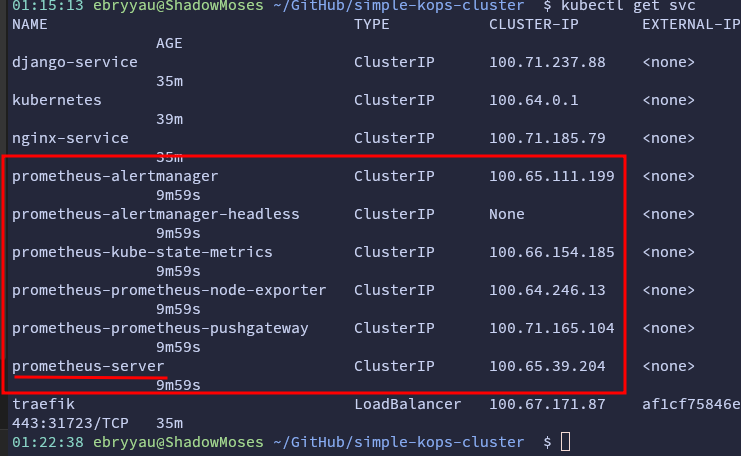 01:15:13 ebryyau@ShadowMoses ~/GitHub/simple-kops-cluster $ kubectl get svc
NAME TYPE CLUSTER-IP EXTERNAL-IP
AGE
django-service ClusterIP 100.71.237.88 <none>
35m
kubernetes ClusterIP 100.64.0.1 <none>
39m
nginx-service ClusterIP 100.71.185.79 <none>
35m
prometheus-alertmanager ClusterIP 100.65.111.199 <none>
9m59s
prometheus-alertmanager-headless ClusterIP None <none>
9m59s
prometheus-kube-state-metrics ClusterIP 100.66.154.185 <none>
9m59s
prometheus-prometheus-node-exporter ClusterIP 100.64.246.13 <none>
9m59s
prometheus-prometheus-pushgateway ClusterIP 100.71.165.104 <none>
9m59s
prometheus-server ClusterIP 100.65.39.204 <none>
9m59s
traefik LoadBalancer 100.67.171.87 af1cf75846e
443:31723/TCP 35m
01:22:38 ebryyau@ShadowMoses ~/GitHub/simple-kops-cluster $